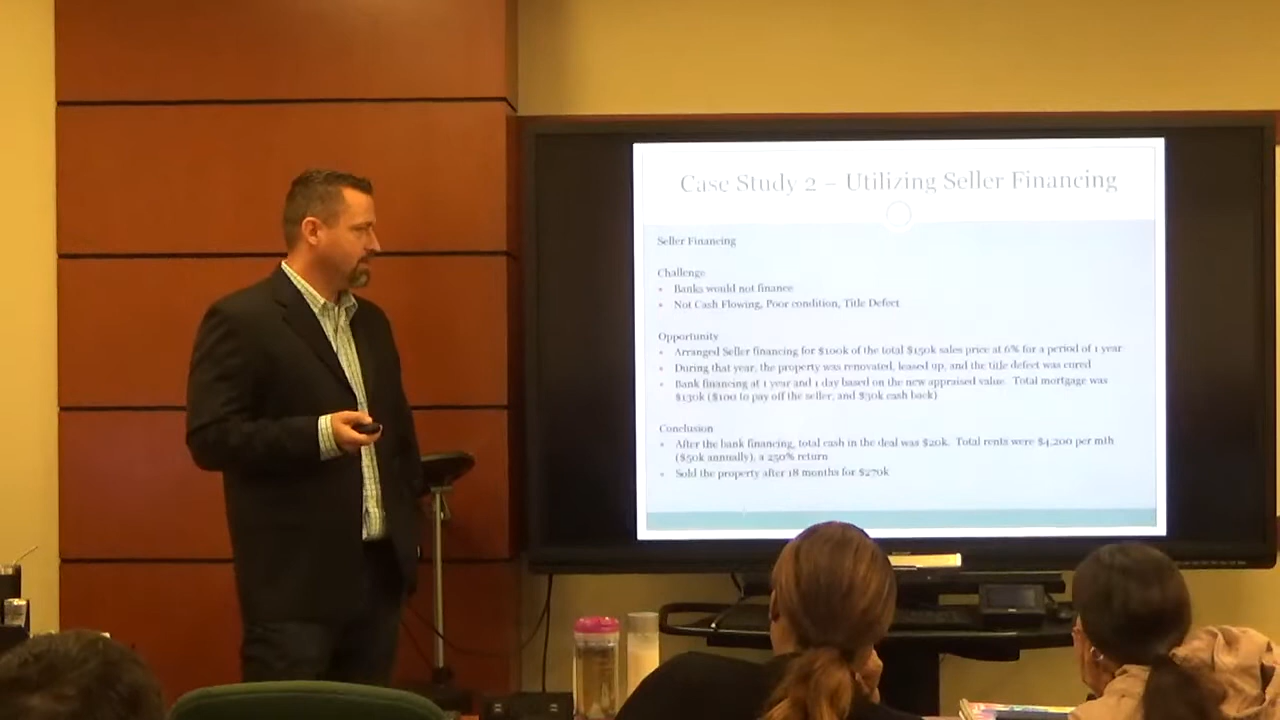 Case Study 2 – Utilizing Seller Financing
Seller Financing
Challenge
• Banks would not finance
• Not Cash Flowing, Poor condition, Title Defect
Opportunity
• Arranged Seller financing for $100k of the total $150k sales price at 6% for a period of 1 year
• During that year, the property was renovated, leased up, and the title defect was cured
• Bank financing at 1 year and 1 day based on the new appraised value. Total mortgage was
$130k ($100 to pay off the seller, and $30k cash back)
Conclusion
• After the bank financing, total cash in the deal was $20k. Total rents were $4,200 per mth
($50k annually), a 250% return
• Sold the property after 18 months for $270k